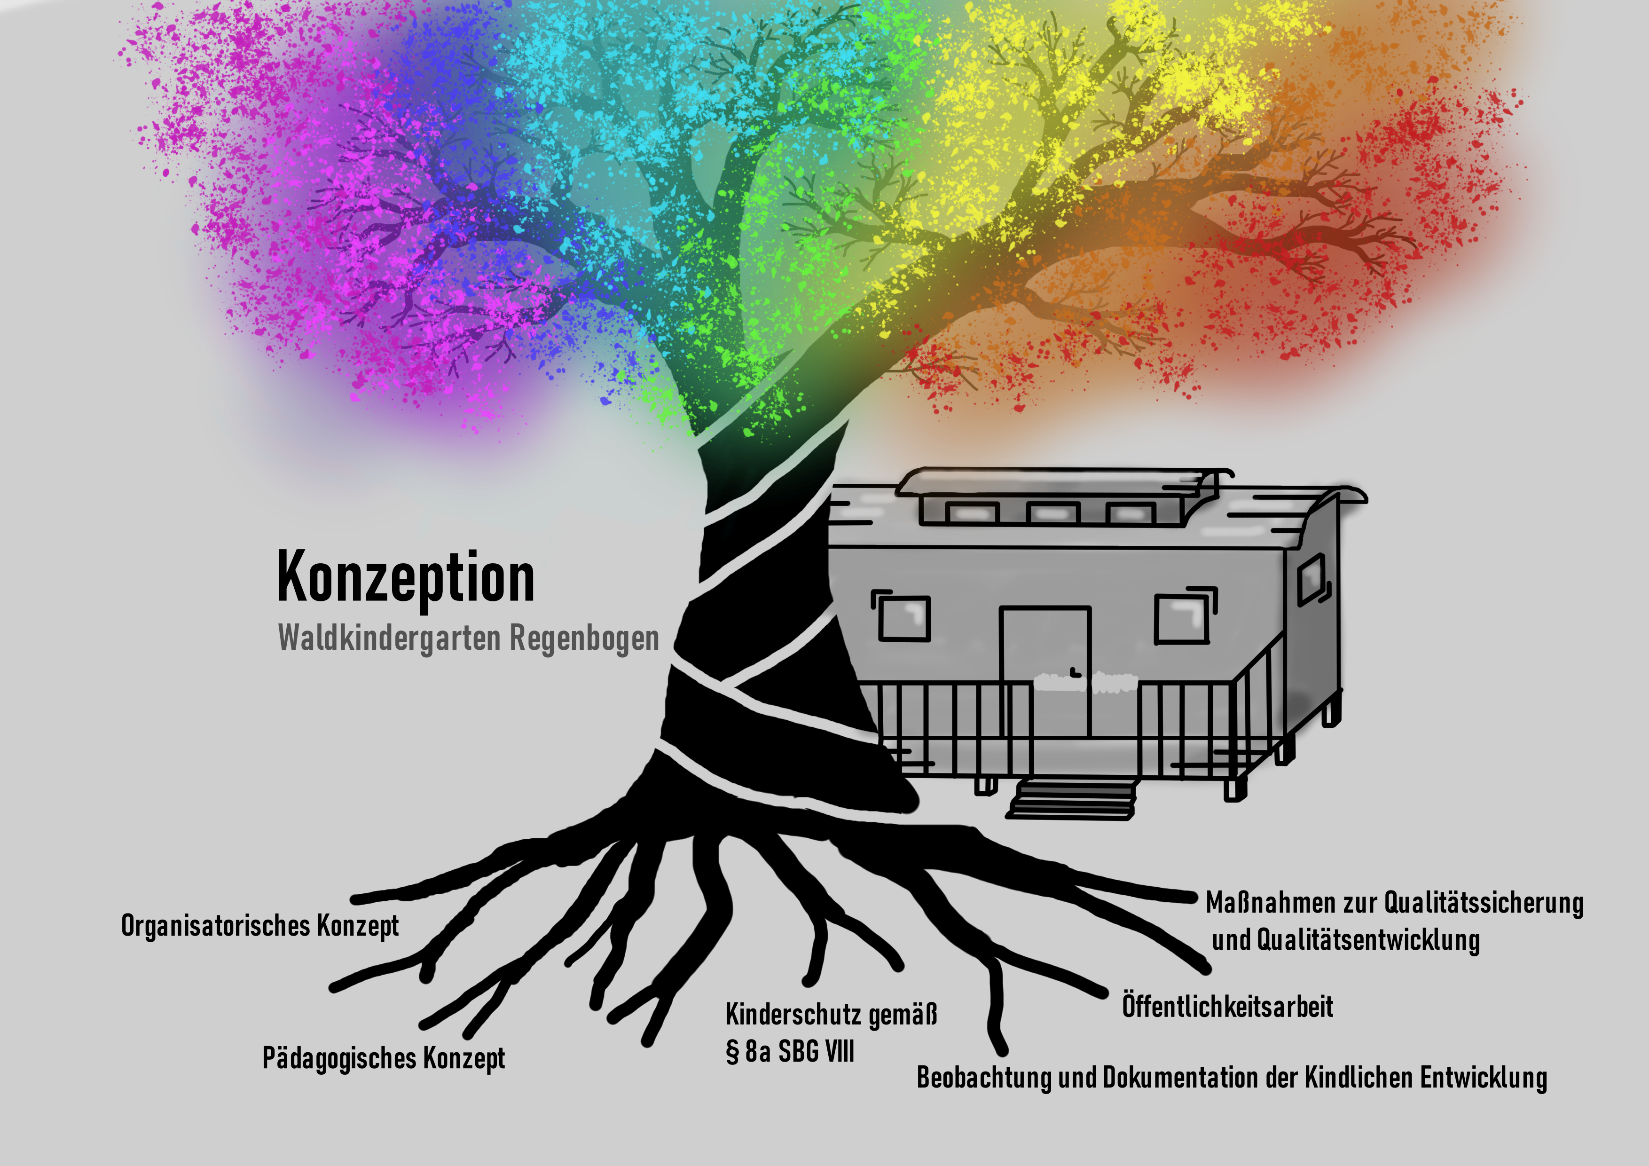 Konzeption
Waldkindergarten Regenbogen
Organisatorisches Konzept
Pädagogisches Konzept
Kinderschutz gemäß
§ 8a SBG VIII
Beobachtung und Dokumentation der Kindlichen Entwicklung
Öffentlichkeitsarbeit
Maßnahmen zur Qualitätssicherung
und Qualitätsentwicklung